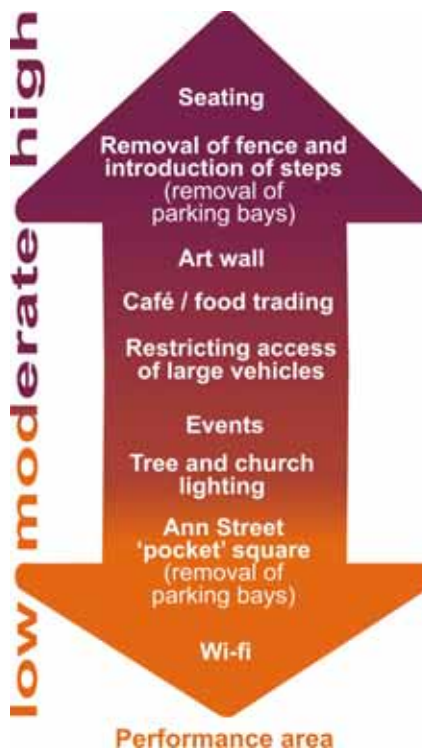 high
moderate
low
Seating
Removal of fence and
introduction of steps
(removal of
parking bays)
Art wall
Café / food trading
Restricting access
of large vehicles
Events
Tree and church
lighting
Ann Street
‘pocket’ square
(removal of
parking bays)
Wi-fi
Performance area